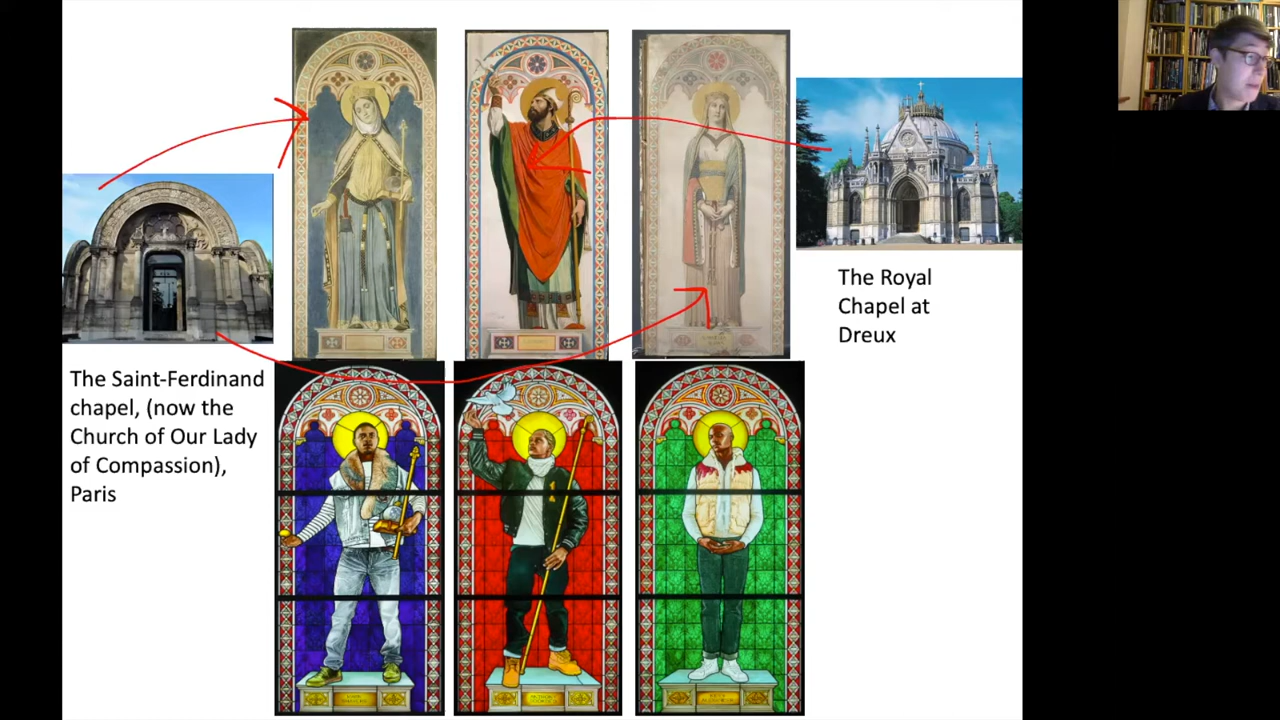 The Saint-Ferdinand
chapel, (now the
Church of Our Lady
of Compassion),
Paris
The Royal
Chapel at
Dreux